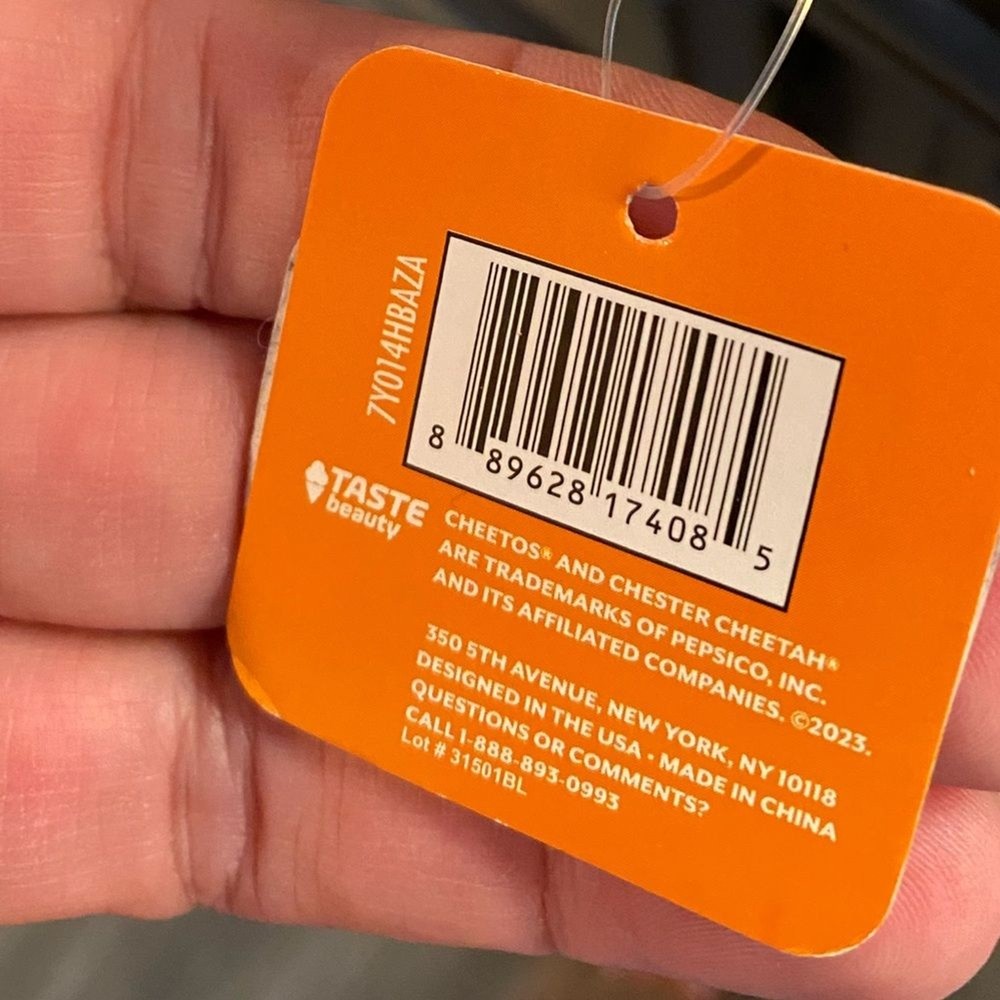 7Y014HBAZA
8 89628 17408 5
TASTE
beauty
CHEETOS® AND CHESTER CHEETAH®
ARE TRADEMARKS OF PEPSICO, INC.
AND ITS AFFILIATED COMPANIES. ©2023.
350 5TH AVENUE, NEW YORK, NY 10118
DESIGNED IN THE USA · MADE IN CHINA
QUESTIONS OR COMMENTS?
CALL 1-888-893-0993
Lot # 31501BL